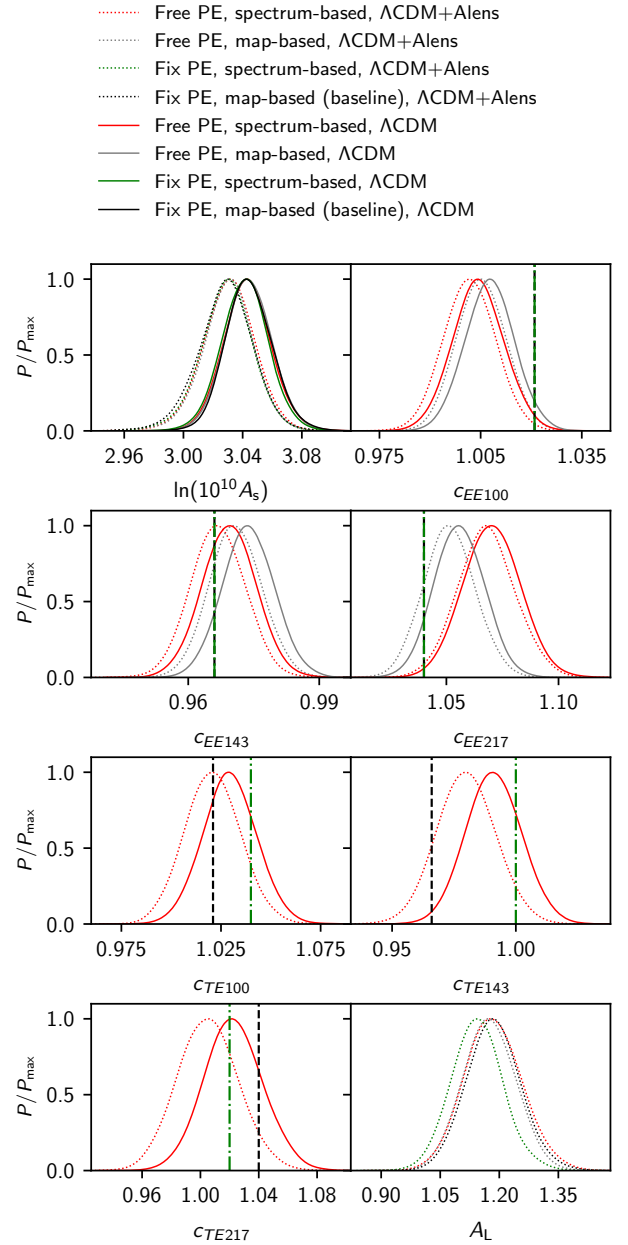 Free PE, spectrum-based, ΛCDM+Alens
Free PE, map-based, ΛCDM+Alens
Fix PE, spectrum-based, ΛCDM+Alens
Fix PE, map-based (baseline), ΛCDM+Alens
Free PE, spectrum-based, ΛCDM
Free PE, map-based, ΛCDM
Fix PE, spectrum-based, ΛCDM
Fix PE, map-based (baseline), ΛCDM
P/Pmax
1.0
0.5
0.0
2.96 3.00 3.04 3.08
0.975 1.005 1.035
ln(10^10 As)
cEE100
P/Pmax
1.0
0.5
0.0
0.96 0.99
1.05 1.10
cEE143
cEE217
P/Pmax
1.0
0.5
0.0
0.975 1.025 1.075
0.95 1.00
cTE100
cTE143
P/Pmax
1.0
0.5
0.0
0.96 1.00 1.04 1.08
0.90 1.05 1.20 1.35
cTE217
AL